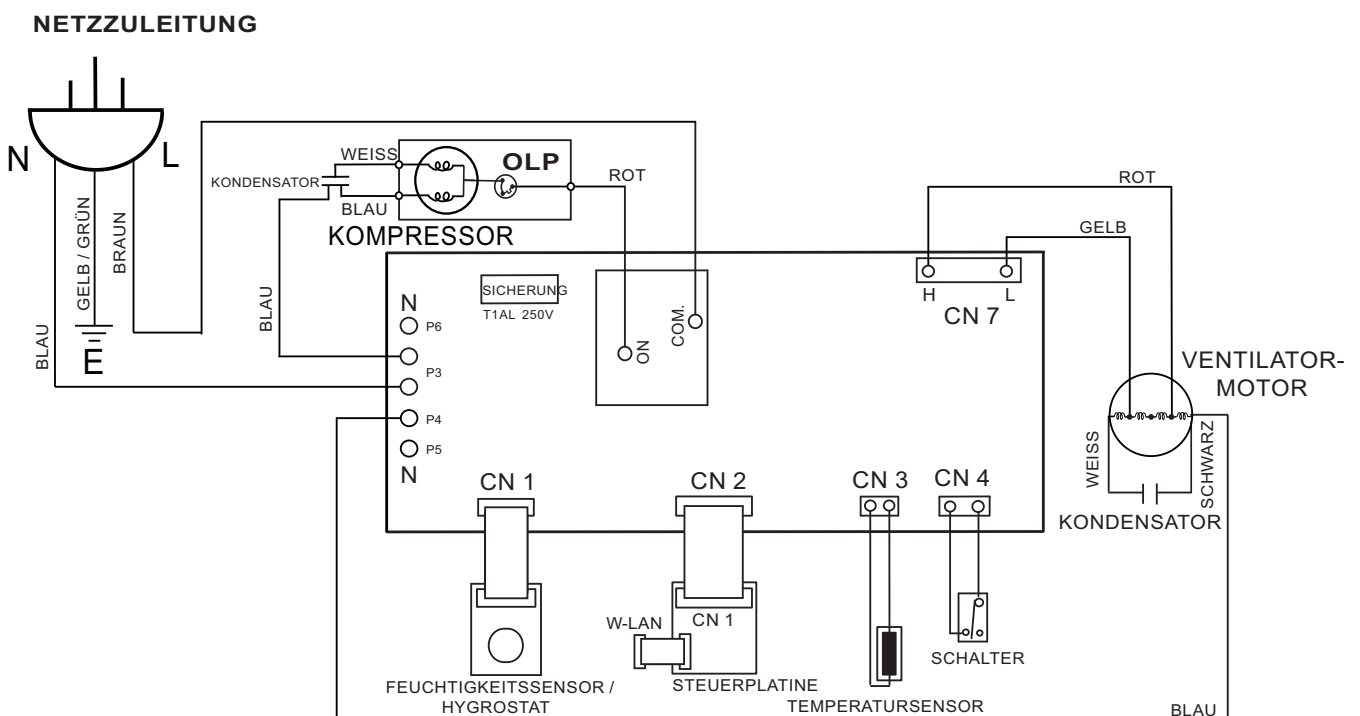 NETZZULEITUNG
N
L
GELB / GRÜN
BRAUN
BLAU
E
KONDENSATOR
WEISS
BLAU
OLP
ROT
KOMPRESSOR
BLAU
SICHERUNG
T1AL 250V
N
P6
P3
P4
P5
N
ON
COM.
ROT
GELB
H
L
CN 7
VENTILATOR-
MOTOR
WEISS
SCHWARZ
KONDENSATOR
CN 1
CN 2
CN 3
CN 4
W-LAN
CN 1
SCHALTER
FEUCHTIGKEITSSENSOR /
HYGROSTAT
STEUERPLATINE
TEMPERATURSENSOR
BLAU